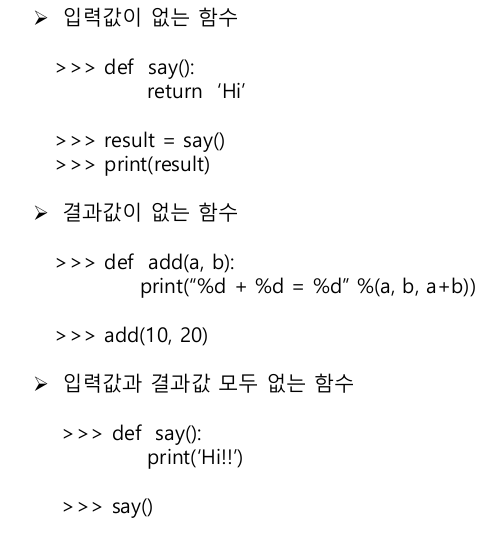 ➢ 입력값이 없는 함수
>>> def say():
return ‘Hi’
>>> result = say()
>>> print(result)
➢ 결과값이 없는 함수
>>> def add(a, b):
print(“%d + %d = %d” %(a, b, a+b))
>>> add(10, 20)
➢ 입력값과 결과값 모두 없는 함수
>>> def say():
print(‘Hi!!’)
>>> say()